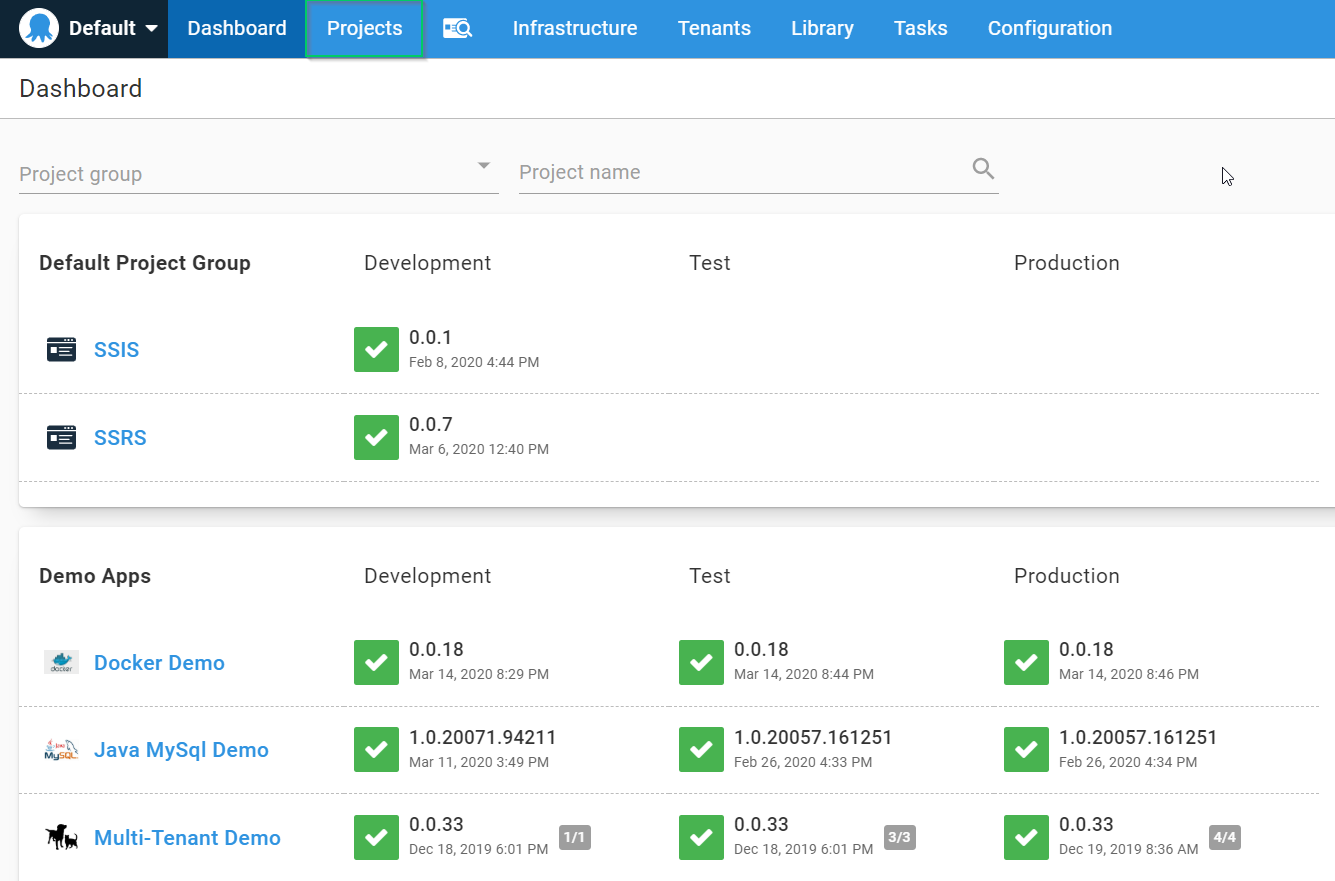 Default Dashboard Projects Infrastructure Tenants Library Tasks Configuration
Dashboard
Project group Project name
Default Project Group Development Test Production
SSIS 0.0.1
Feb 8, 2020 4:44 PM
SSRS 0.0.7
Mar 6, 2020 12:40 PM
Demo Apps Development Test Production
docker Docker Demo 0.0.18 0.0.18 0.0.18
Mar 14, 2020 8:29 PM Mar 14, 2020 8:44 PM Mar 14, 2020 8:46 PM
Java MySQL Java MySql Demo 1.0.20071.94211 1.0.20057.161251 1.0.20057.161251
Mar 11, 2020 3:49 PM Feb 26, 2020 4:33 PM Feb 26, 2020 4:34 PM
Multi-Tenant Demo 0.0.33 1/1 0.0.33 3/3 0.0.33 4/4
Dec 18, 2019 6:01 PM Dec 18, 2019 6:01 PM Dec 19, 2019 8:36 AM